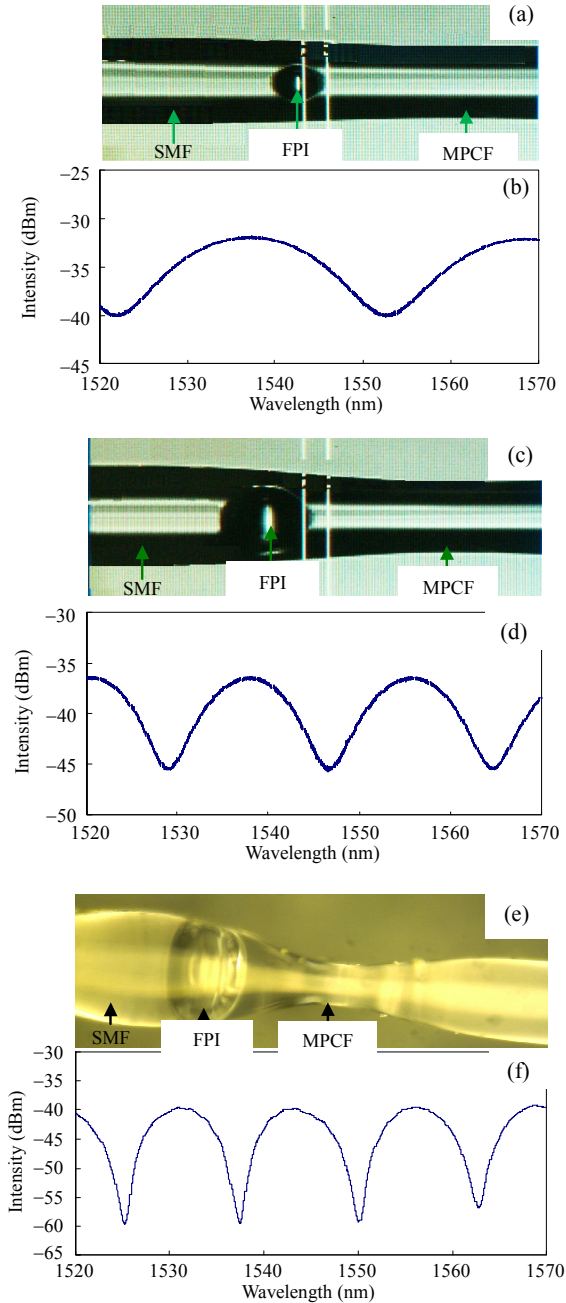 (a)
SMF FPI MPCF
(b)
Intensity (dBm)
−25
−30
−35
−40
−45
1520 1530 1540 1550 1560 1570
Wavelength (nm)
(c)
SMF FPI MPCF
(d)
Intensity (dBm)
−30
−35
−40
−45
−50
1520 1530 1540 1550 1560 1570
Wavelength (nm)
(e)
SMF FPI MPCF
(f)
Intensity (dBm)
−30
−35
−40
−45
−50
−55
−60
−65
1520 1530 1540 1550 1560 1570
Wavelength (nm)